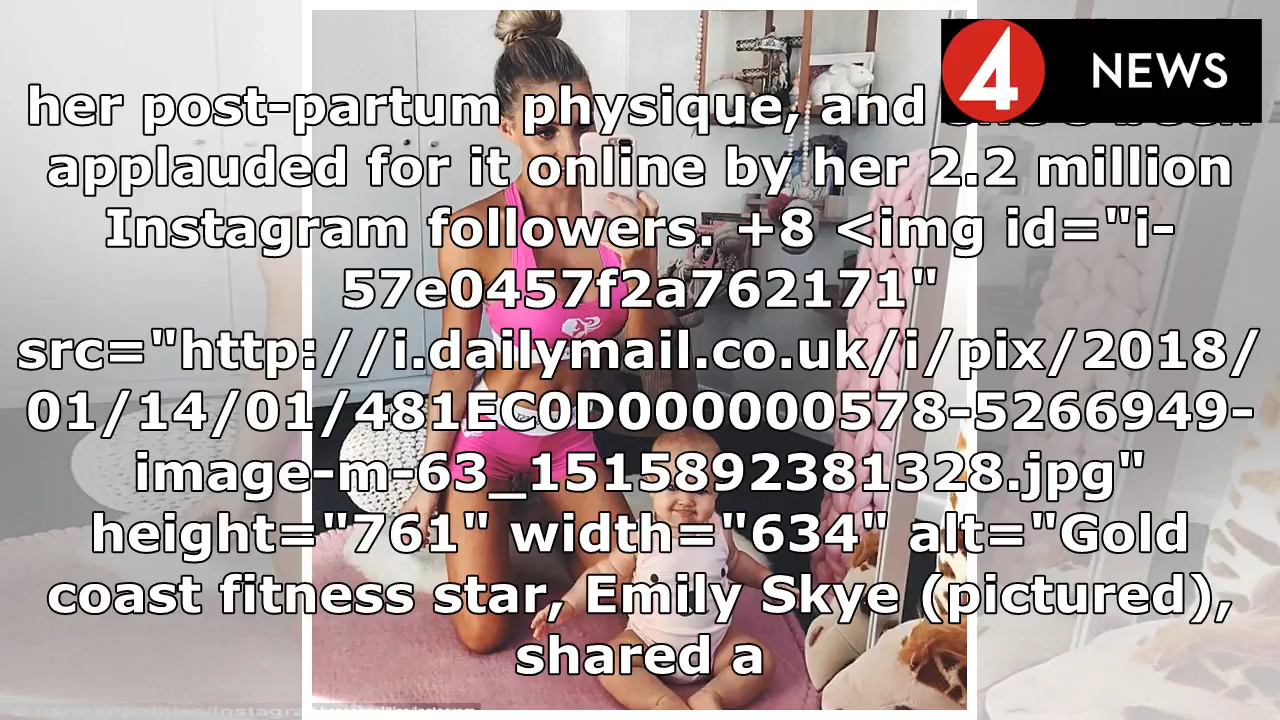 4 NEWS
her post-partum physique, and
applauded for it online by her 2.2 million
Instagram followers. +8 <img id="i-
57e0457f2a762171"
src="http://i.dailymail.co.uk/i/pix/2018/
01/14/01/481EC0D000000578-5266949-
image-m-63_1515892381328.jpg"
height="761" width="634" alt="Gold
coast fitness star, Emily Skye (pictured),
shared a